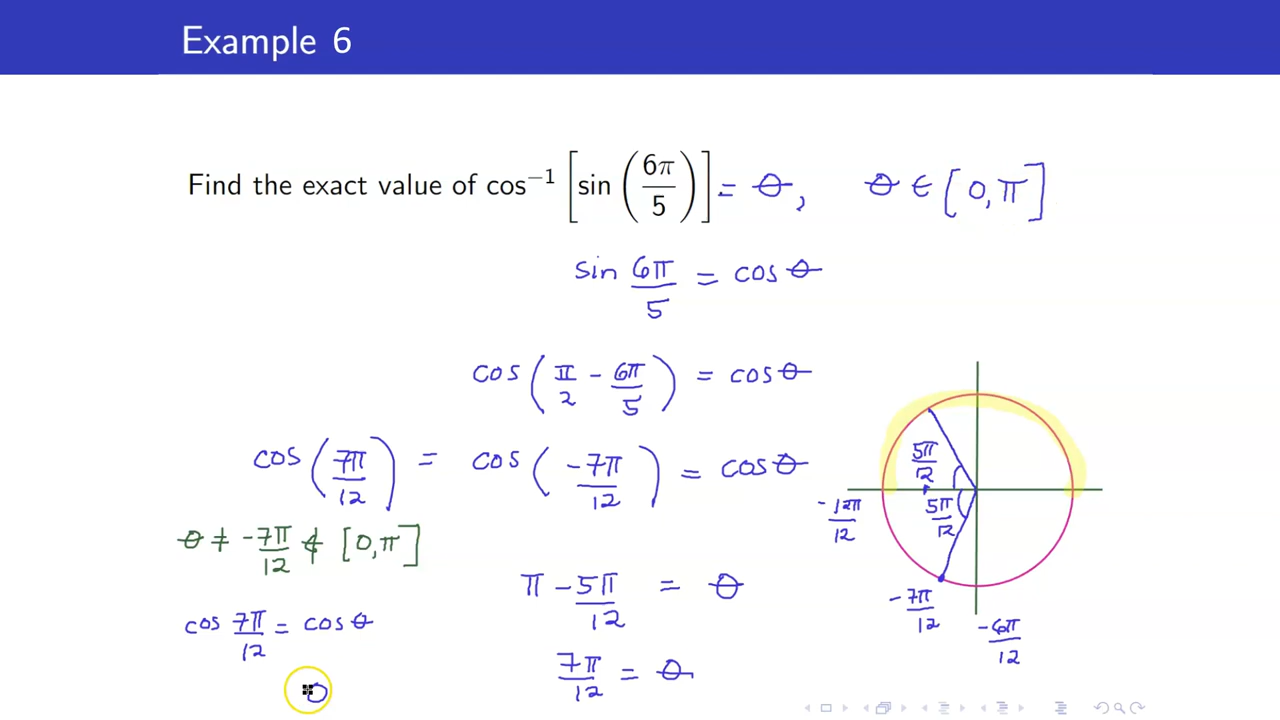 Example 6
Find the exact value of cos⁻¹ [sin (6π/5)] = θ, θ ∈ [0, π]
sin 6π/5 = cos θ
cos (π/2 - 6π/5) = cos θ
cos (7π/12) = cos (-7π/12) = cos θ
θ ≠ -7π/12 ∉ [0, π]
π - 5π/12 = θ
cos 7π/12 = cos θ
7π/12 = θ
θ
5π/12
5π/12
-12π/12
-7π/12
-6π/12